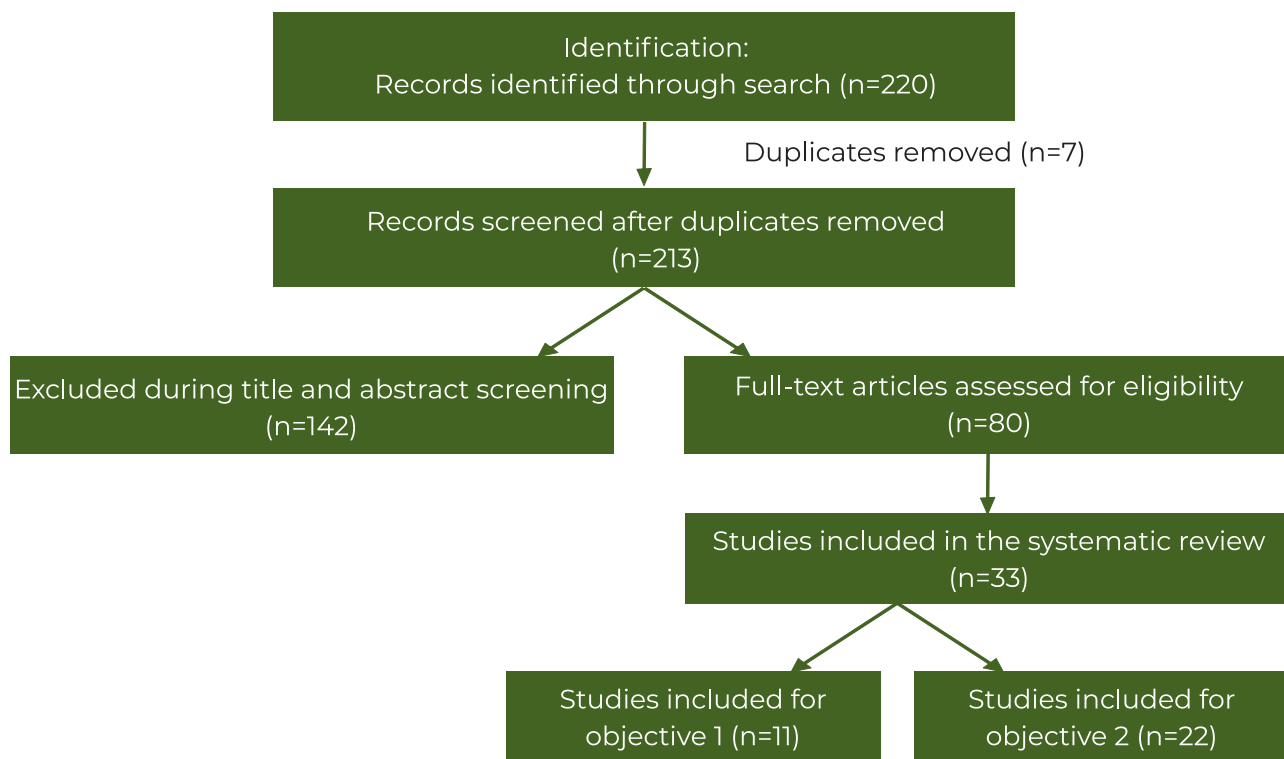 Identification:
Records identified through search (n=220)
Duplicates removed (n=7)
Records screened after duplicates removed
(n=213)
Excluded during title and abstract screening
(n=142)
Full-text articles assessed for eligibility
(n=80)
Studies included in the systematic review
(n=33)
Studies included for
objective 1 (n=11)
Studies included for
objective 2 (n=22)